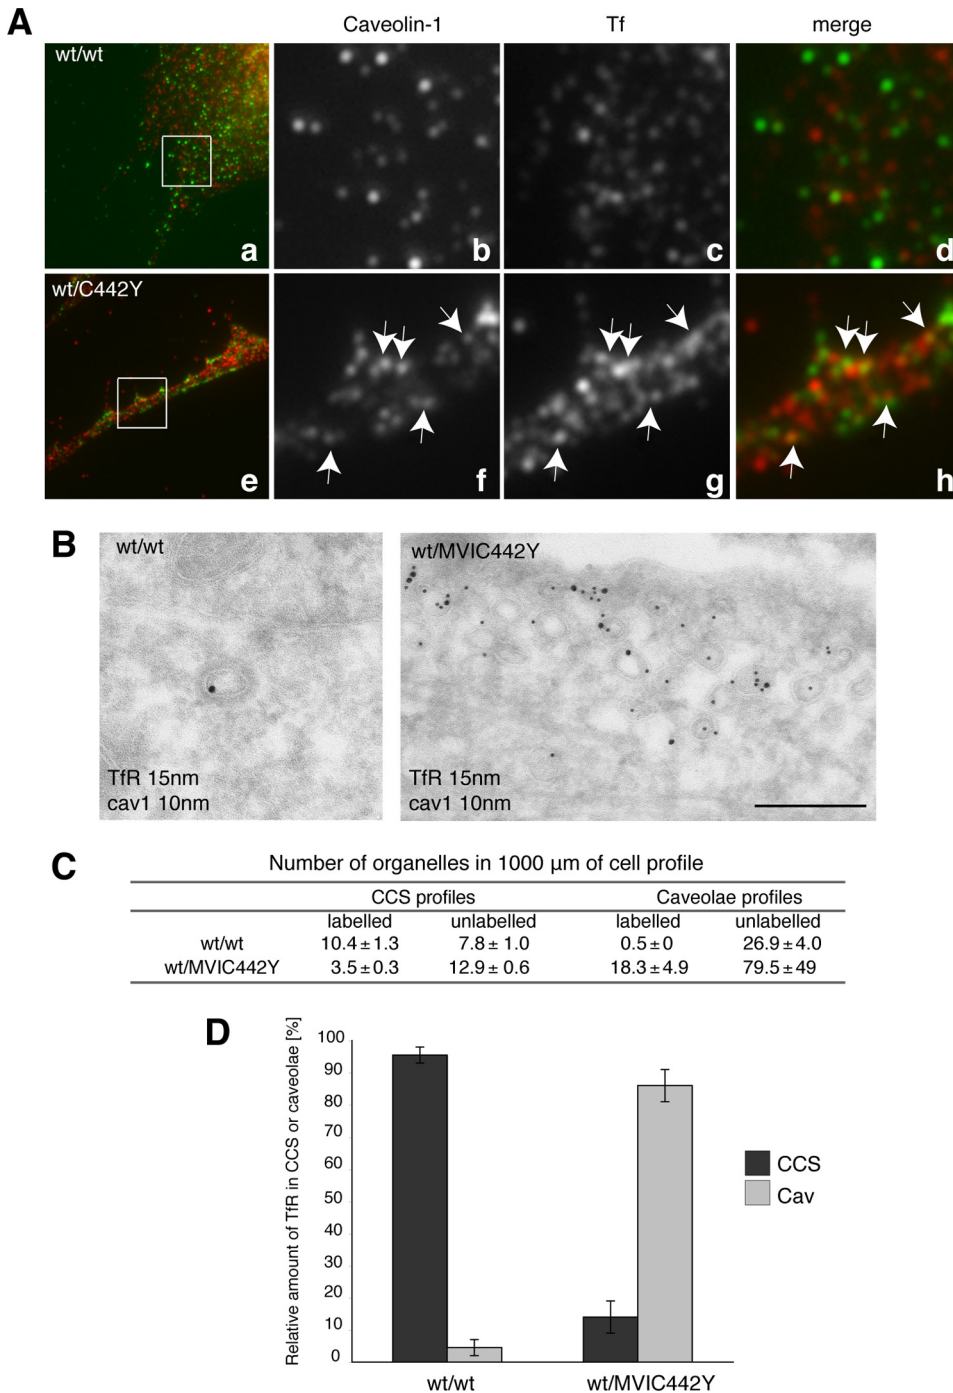 A
Caveolin-1 Tf merge
wt/wt
a b c d
wt/C442Y
e f g h
B
wt/wt
TfR 15nm
cav1 10nm
wt/MVIC442Y
TfR 15nm
cav1 10nm
C
Number of organelles in 1000 µm of cell profile
CCS profiles Caveolae profiles
labelled unlabelled labelled unlabelled
wt/wt 10.4 ± 1.3 7.8 ± 1.0 0.5 ± 0 26.9 ± 4.0
wt/MVIC442Y 3.5 ± 0.3 12.9 ± 0.6 18.3 ± 4.9 79.5 ± 49
D
Relative amount of TfR in CCS or caveolae [%]
100
90
80
70
60
50
40
30
20
10
0
wt/wt wt/MVIC442Y
CCS
Cav